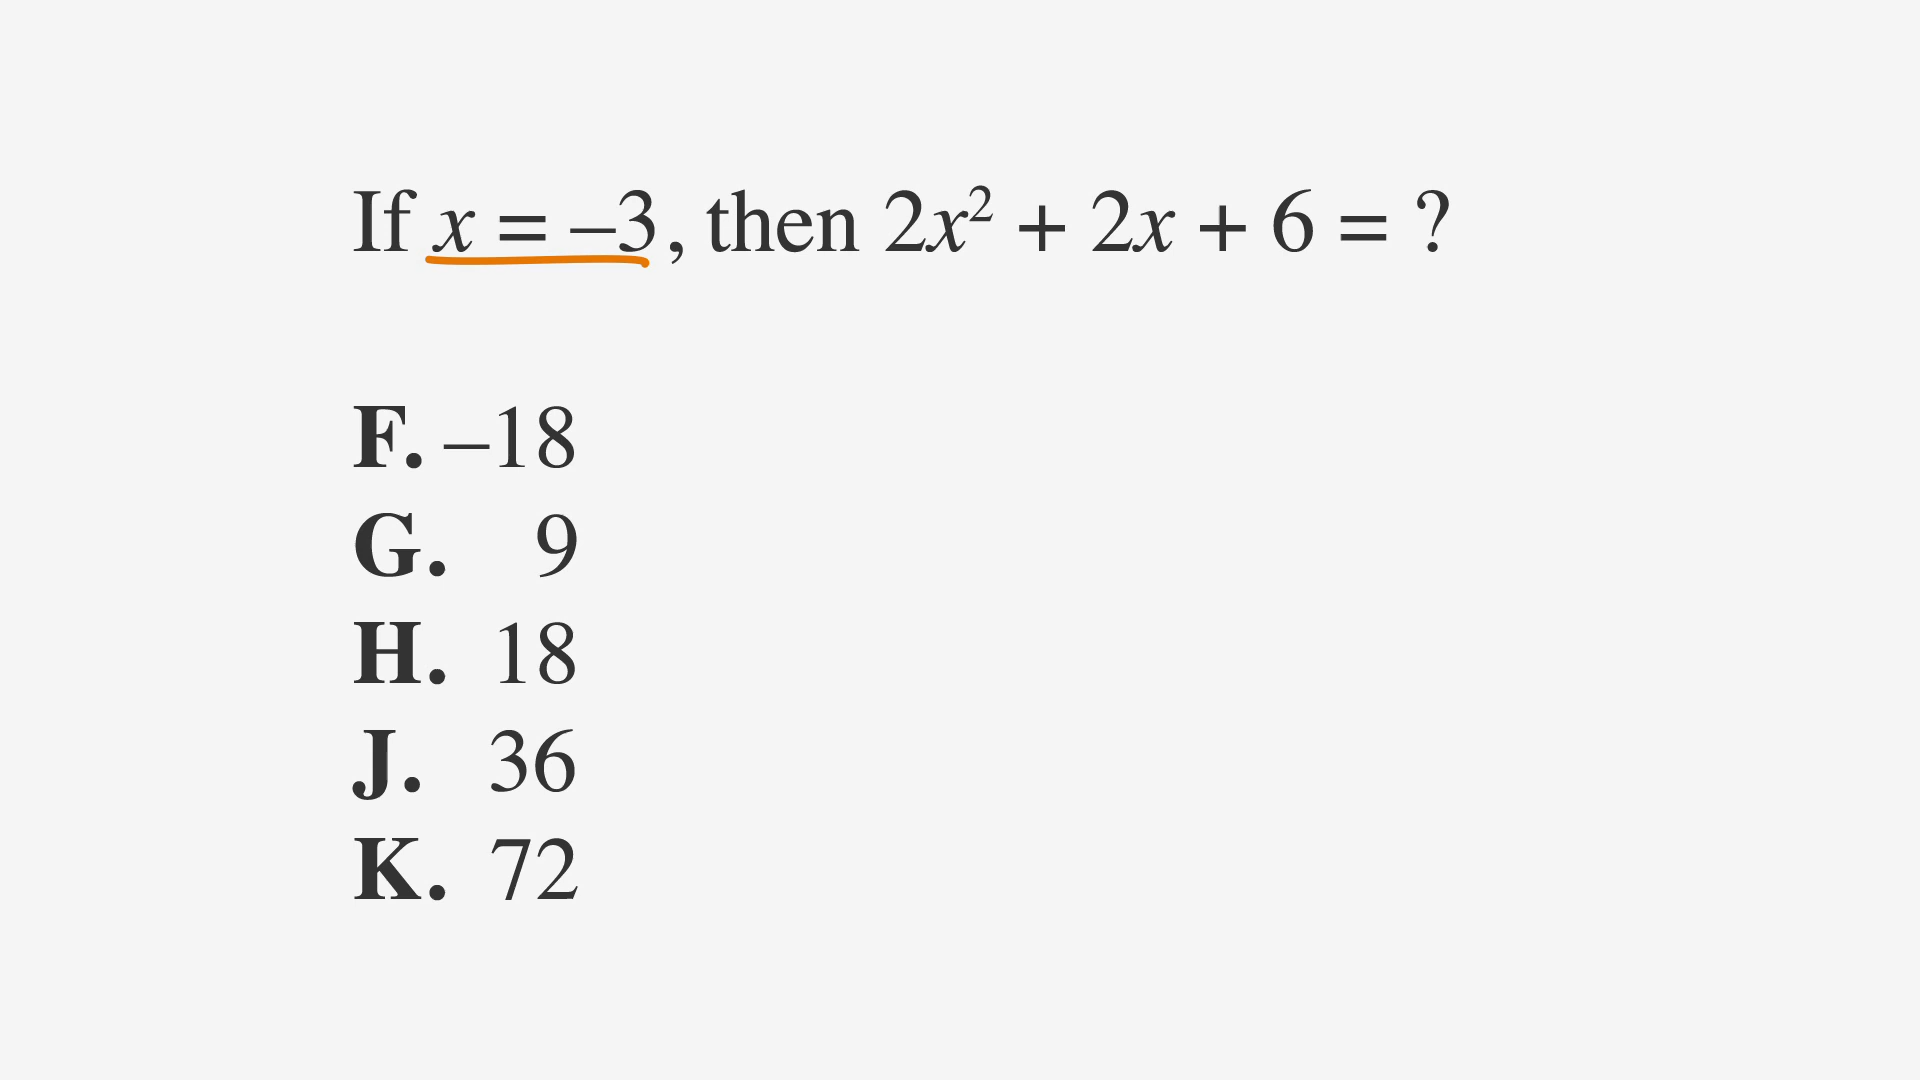 If x = –3, then 2x² + 2x + 6 = ?
F. –18
G. 9
H. 18
J. 36
K. 72